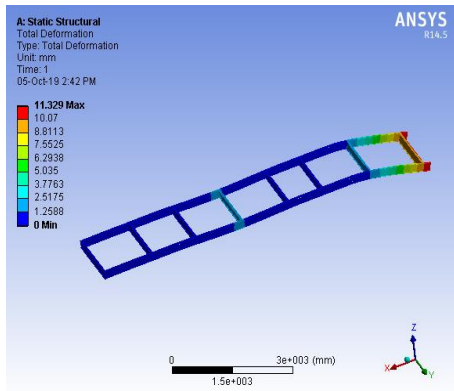 A: Static Structural
Total Deformation
Type: Total Deformation
Unit: mm
Time: 1
05-Oct-19 2:42 PM
ANSYS
R14.5
11.329 Max
10.07
8.8113
7.5525
6.2938
5.035
3.7763
2.5175
1.2588
0 Min
0
3e+003 (mm)
1.5e+003
Z
X
Y